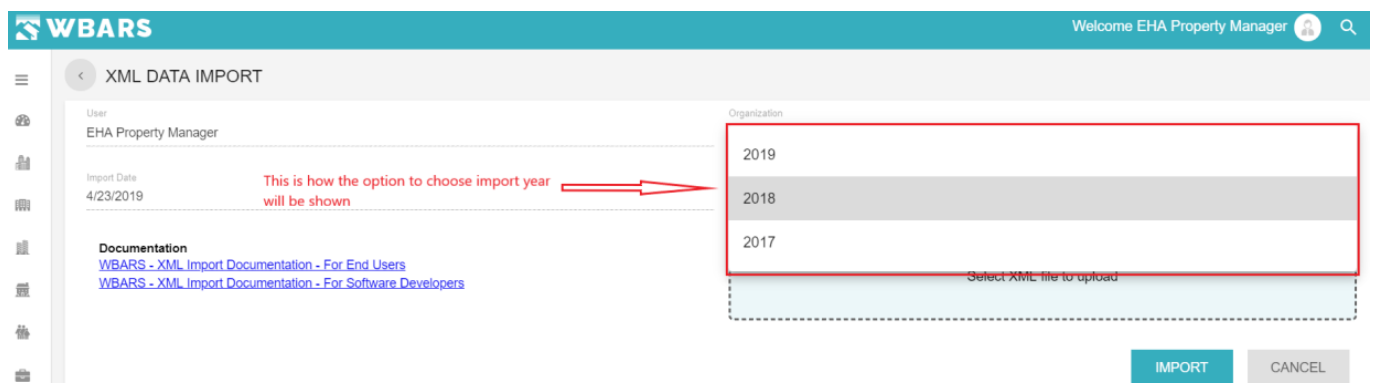 WBARS
Welcome EHA Property Manager
XML DATA IMPORT
User
EHA Property Manager
Organization
2019
2018
2017
Import Date
4/23/2019
This is how the option to choose import year
will be shown
Documentation
WBARS - XML Import Documentation - For End Users
WBARS - XML Import Documentation - For Software Developers
Select XML file to upload
IMPORT
CANCEL